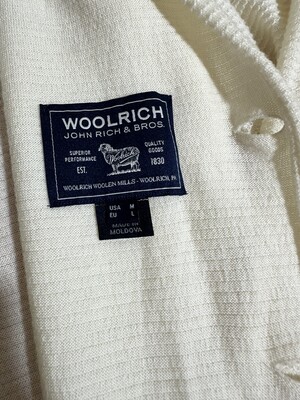 WOOLRICH
JOHN RICH & BROS.
SUPERIOR PERFORMANCE
EST.
Woolrich
QUALITY GOODS
1830
WOOLRICH WOOLEN MILLS - WOOLRICH, PA
USA M
EU L
MADE IN
MOLDOVA